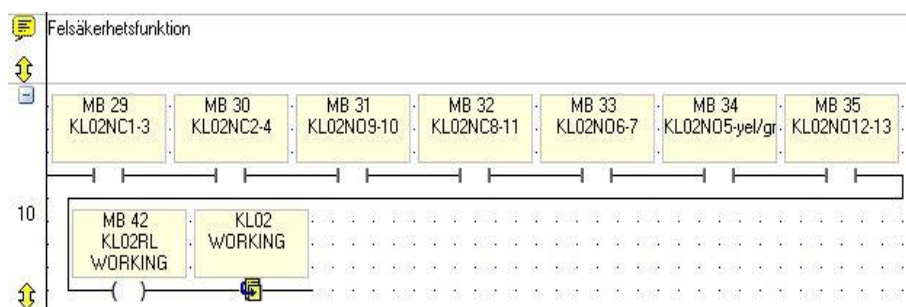 Felsäkerhetsfunktion
MB 29
KL02NC1-3
MB 30
KL02NC2-4
MB 31
KL02NO9-10
MB 32
KL02NC8-11
MB 33
KL02NO6-7
MB 34
KL02NO5-yel/gr
MB 35
KL02NO12-13
10
MB 42
KL02RL
WORKING
KL02
WORKING